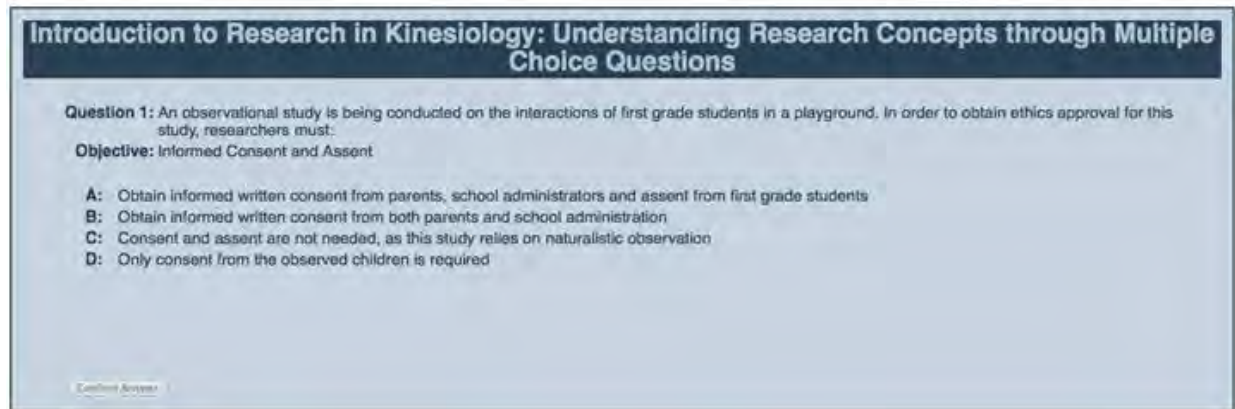 Introduction to Research in Kinesiology: Understanding Research Concepts through Multiple
Choice Questions
Question 1: An observational study is being conducted on the interactions of first grade students in a playground. In order to obtain ethics approval for this
study, researchers must:
Objective: Informed Consent and Assent
A: Obtain informed written consent from parents, school administrators and assent from first grade students
B: Obtain informed written consent from both parents and school administration
C: Consent and assent are not needed, as this study relies on naturalistic observation
D: Only consent from the observed children is required